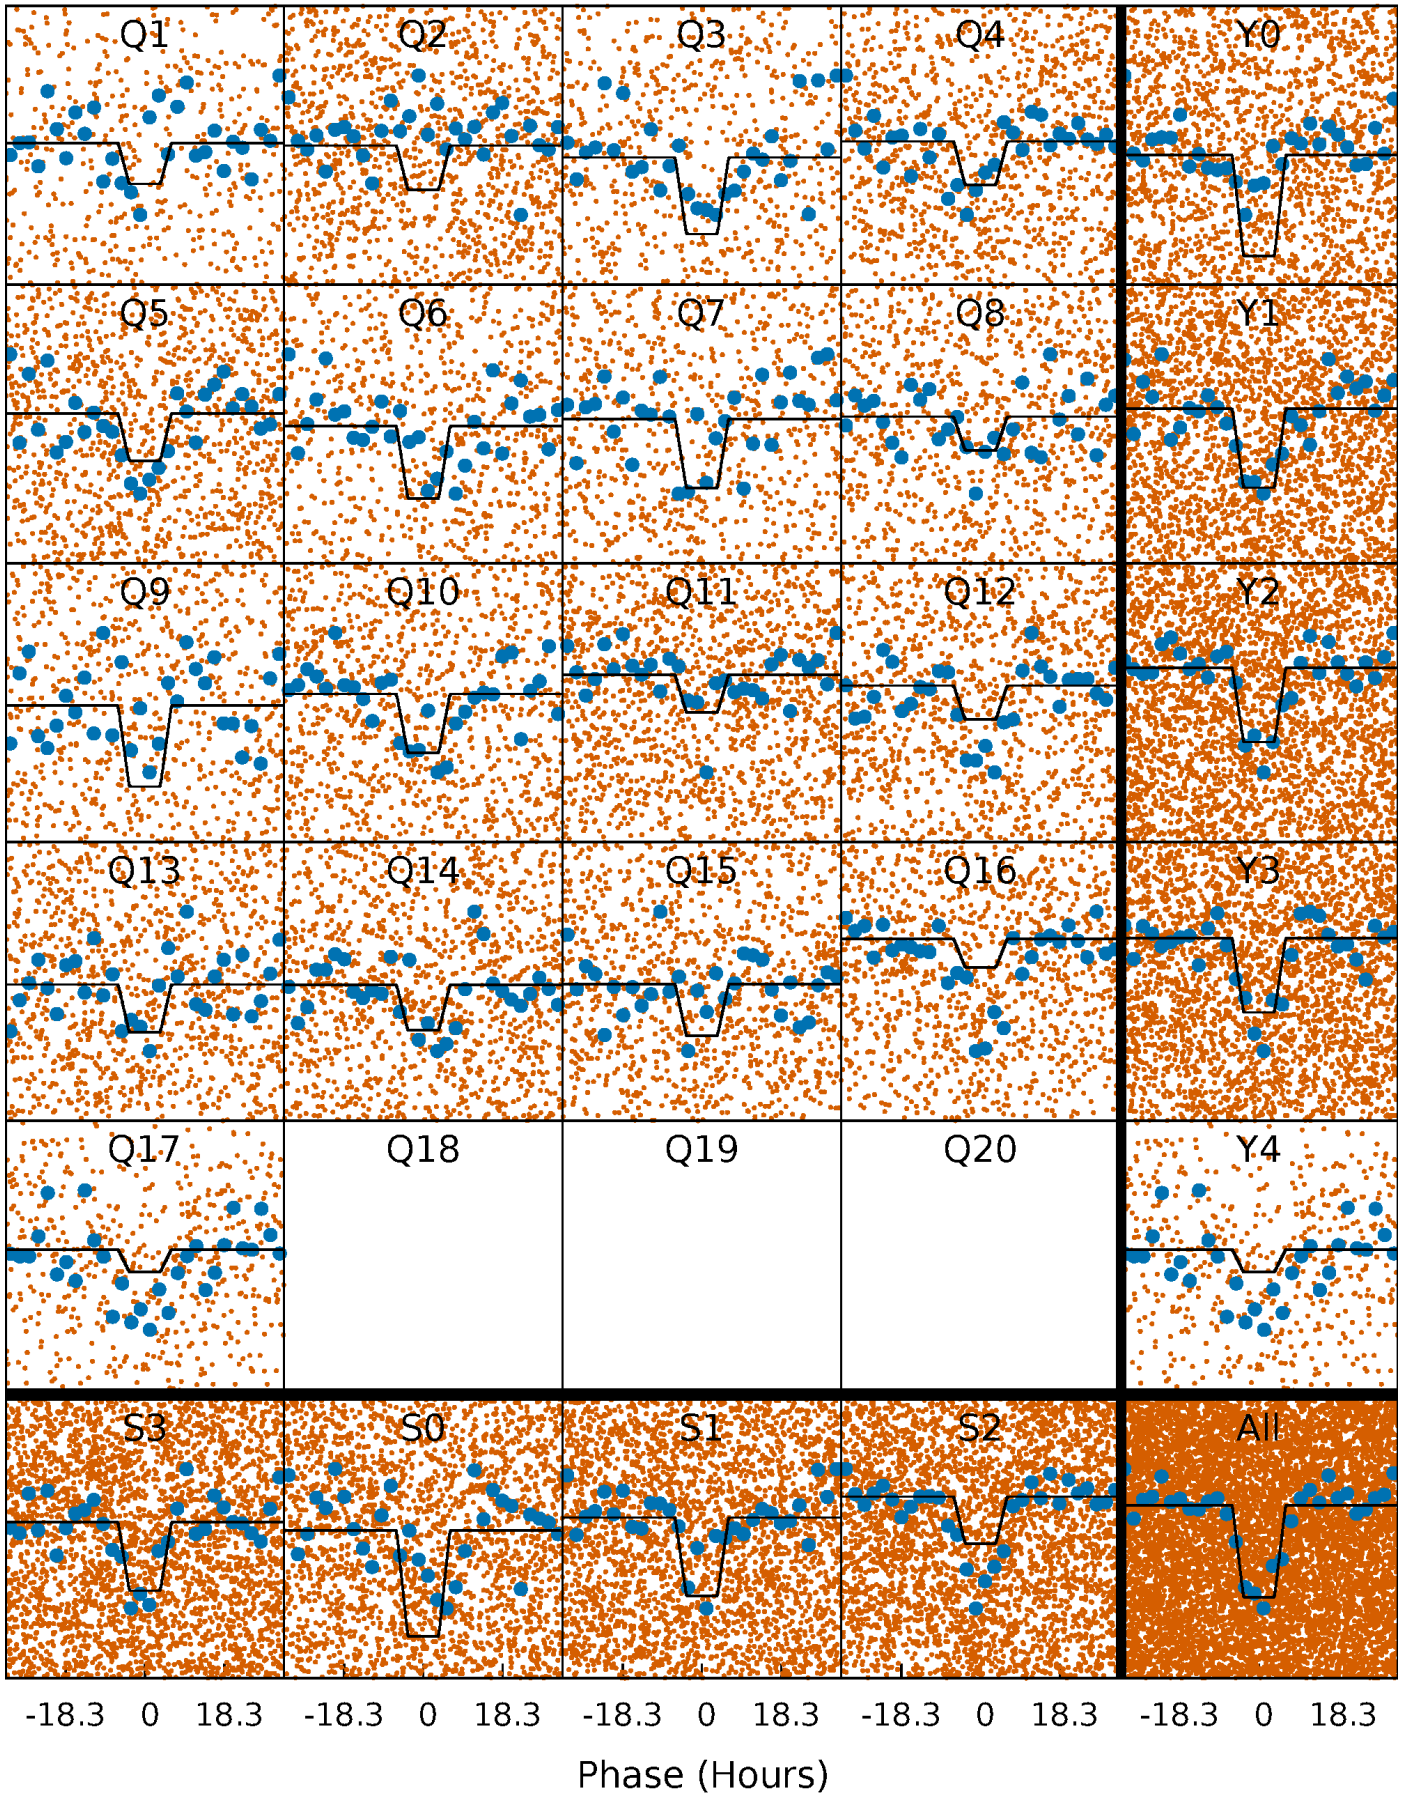 Q1 Q2 Q3 Q4 Y0
Q5 Q6 Q7 Q8 Y1
Q9 Q10 Q11 Q12 Y2
Q13 Q14 Q15 Q16 Y3
Q17 Q18 Q19 Q20 Y4
S3 S0 S1 S2 All
-18.3 0 18.3 -18.3 0 18.3 -18.3 0 18.3 -18.3 0 18.3 -18.3 0 18.3
Phase (Hours)